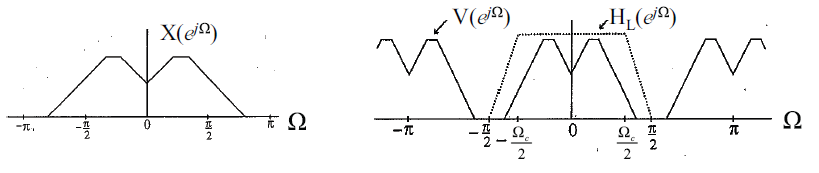 X(e^{jΩ})
-π
-π/2
0
π/2
π
Ω
V(e^{jΩ})
H_L(e^{jΩ})
-π
-π/2
-Ω_c/2
0
Ω_c/2
π/2
π
Ω